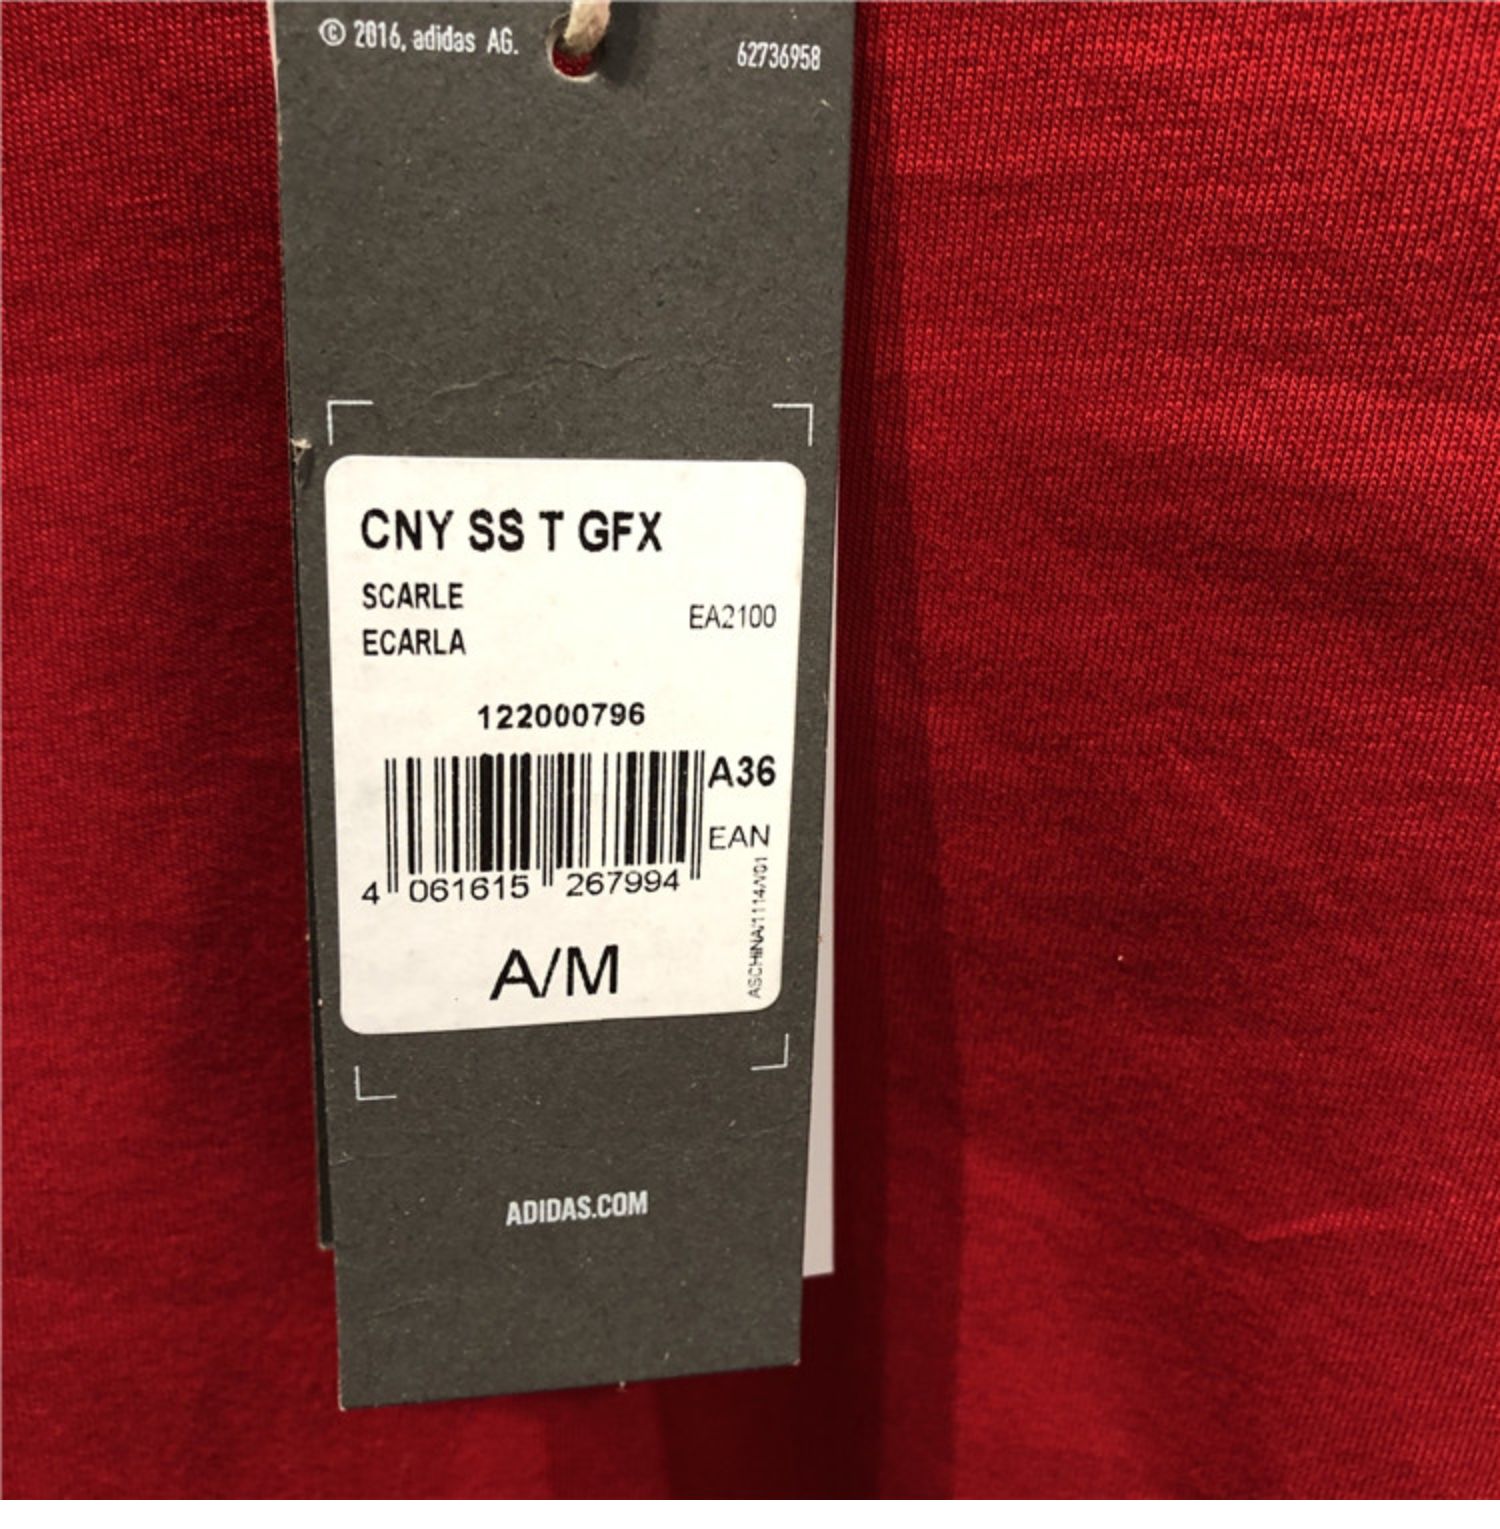 © 2016, adidas AG.
62736958
CNY SS T GFX
SCARLE
EA2100
ECARLA
122000796
A36
EAN
4 061615 267994
ASCHINA/1114/V01
A/M
ADIDAS.COM